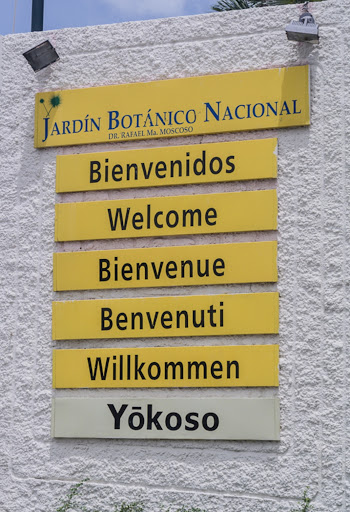 Jardín Botánico Nacional
DR. RAFAEL Ma. MOSCOSO
Bienvenidos
Welcome
Bienvenue
Benvenuti
Willkommen
Yōkoso